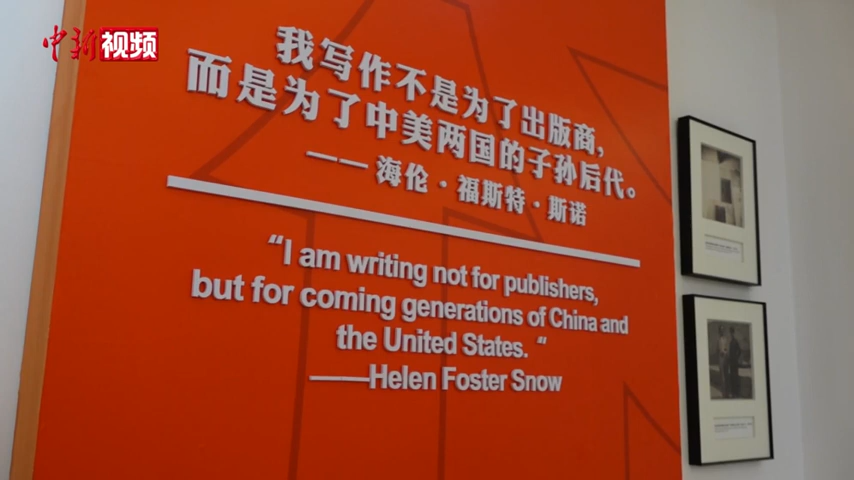 中新视频
我写作不是为了出版商，
而是为了中美两国的子孙后代。
—— 海伦·福斯特·斯诺
“I am writing not for publishers,
but for coming generations of China and
the United States. “
——Helen Foster Snow